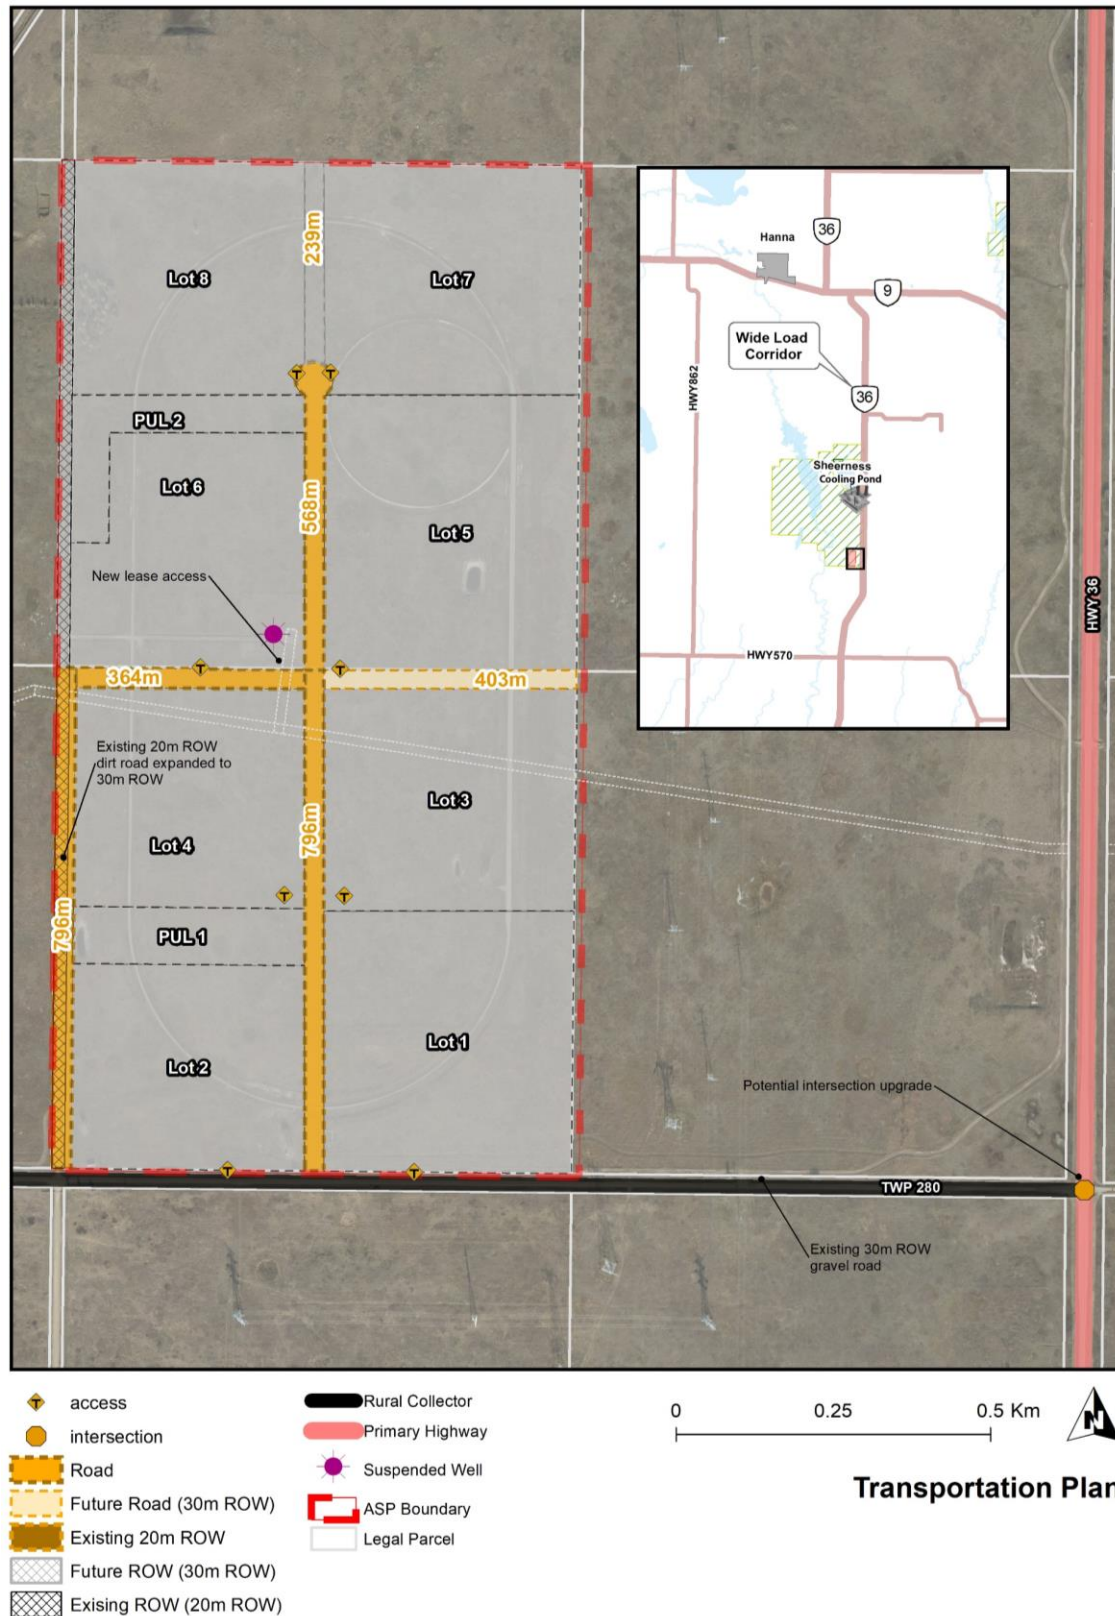 239m
Lot 8
Lot 7
PUL 2
Lot 6
568m
Lot 5
New lease access
364m
403m
Existing 20m ROW
dirt road expanded to
30m ROW
Lot 3
796m
Lot 4
796m
PUL 1
Lot 1
Lot 2
Potential intersection upgrade
TWP 280
Existing 30m ROW
gravel road
HWY 36
Hanna
36
9
Wide Load
Corridor
HWY862
36
Sheerness
Cooling Pond
HWY570
access
intersection
Road
Future Road (30m ROW)
Existing 20m ROW
Future ROW (30m ROW)
Exising ROW (20m ROW)
Rural Collector
Primary Highway
Suspended Well
ASP Boundary
Legal Parcel
0 0.25 0.5 Km
N
Transportation Plan